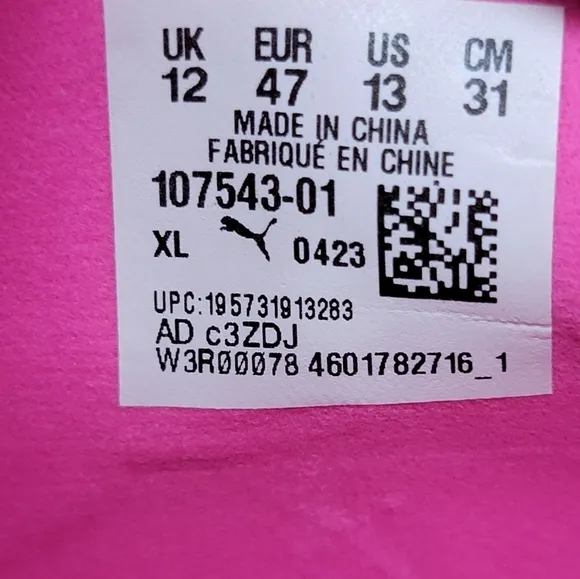 UK EUR US CM
12 47 13 31
MADE IN CHINA
FABRIQUÉ EN CHINE
107543-01
XL 0423
UPC:195731913283
AD c3ZDJ
W3R00078 4601782716_1